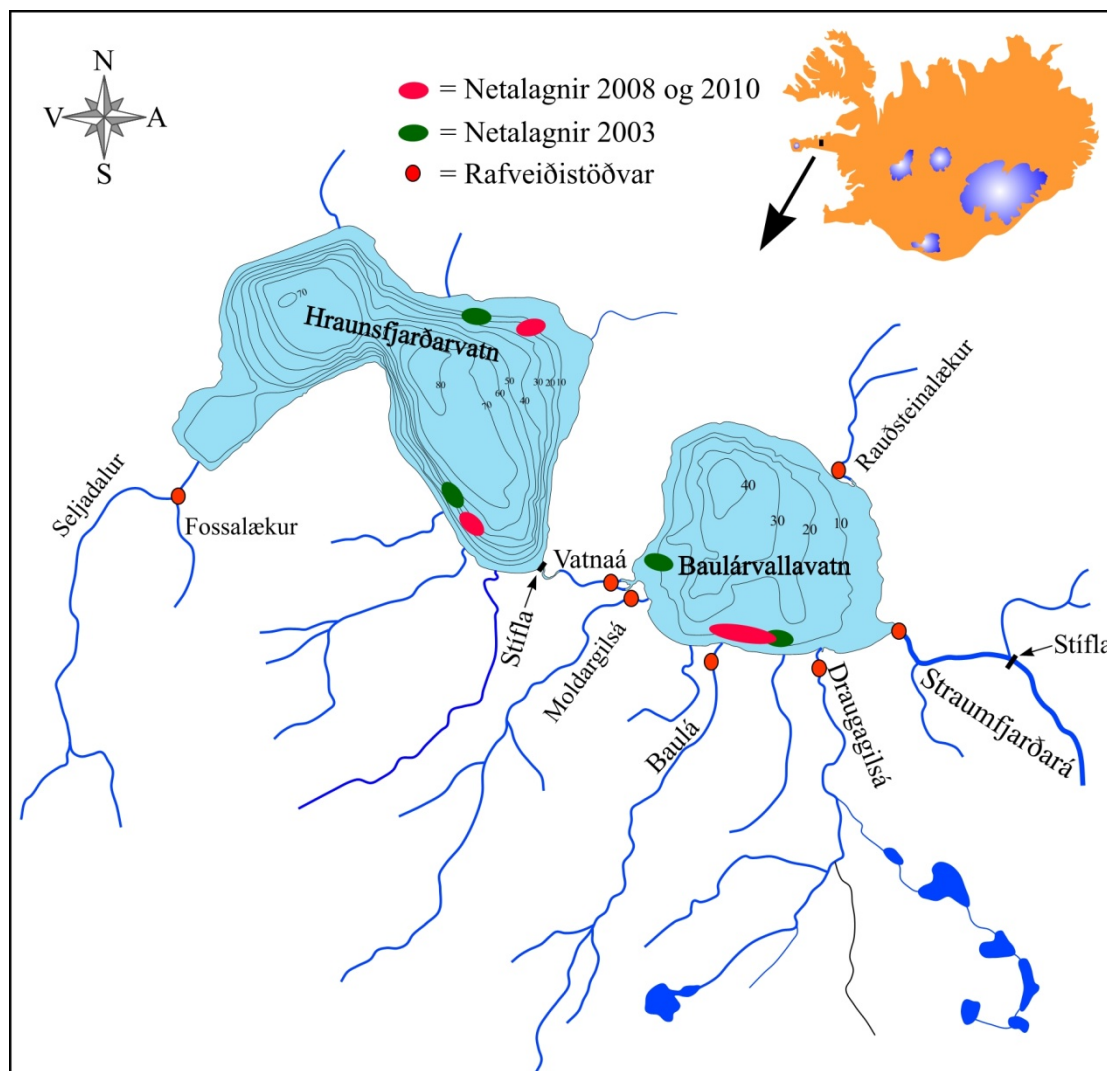 N
V A
S
= Netalagnir 2008 og 2010
= Netalagnir 2003
= Rafveiðistöðvar
70
Hraunsfjarðarvatn
80
70
60
50
40
30
20
10
Rauðsteinalækur
Seljadalur
Fossalækur
40
30
20
10
Vatnaá
Baulárvallavatn
Stífla
Moldargilsá
Baulá
Draugagilsá
Straumfjarðará
Stífla